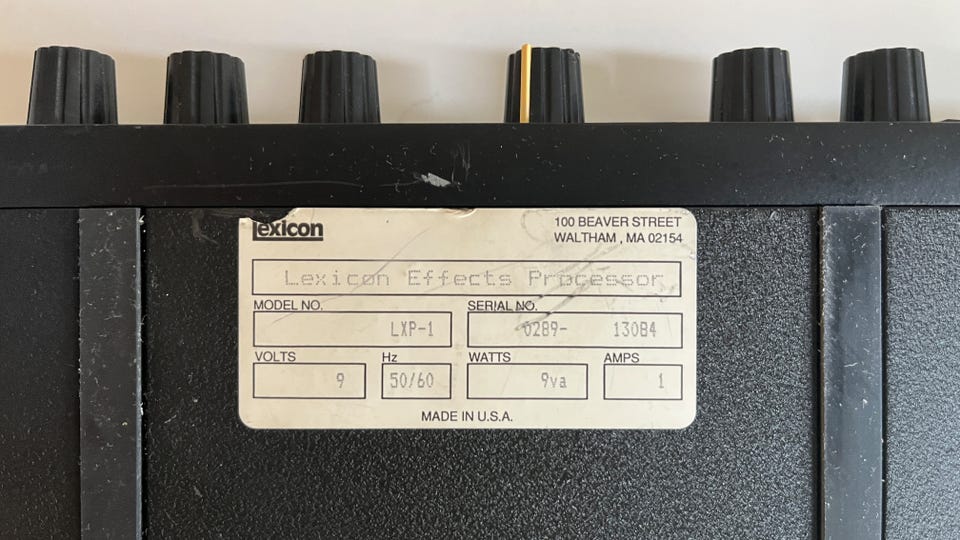 lexicon
100 BEAVER STREET
WALTHAM , MA 02154
Lexicon Effects Processor
MODEL NO.
LXP-1
SERIAL NO.
0289- 13084
VOLTS
9
Hz
50/60
WATTS
9va
AMPS
1
MADE IN U.S.A.